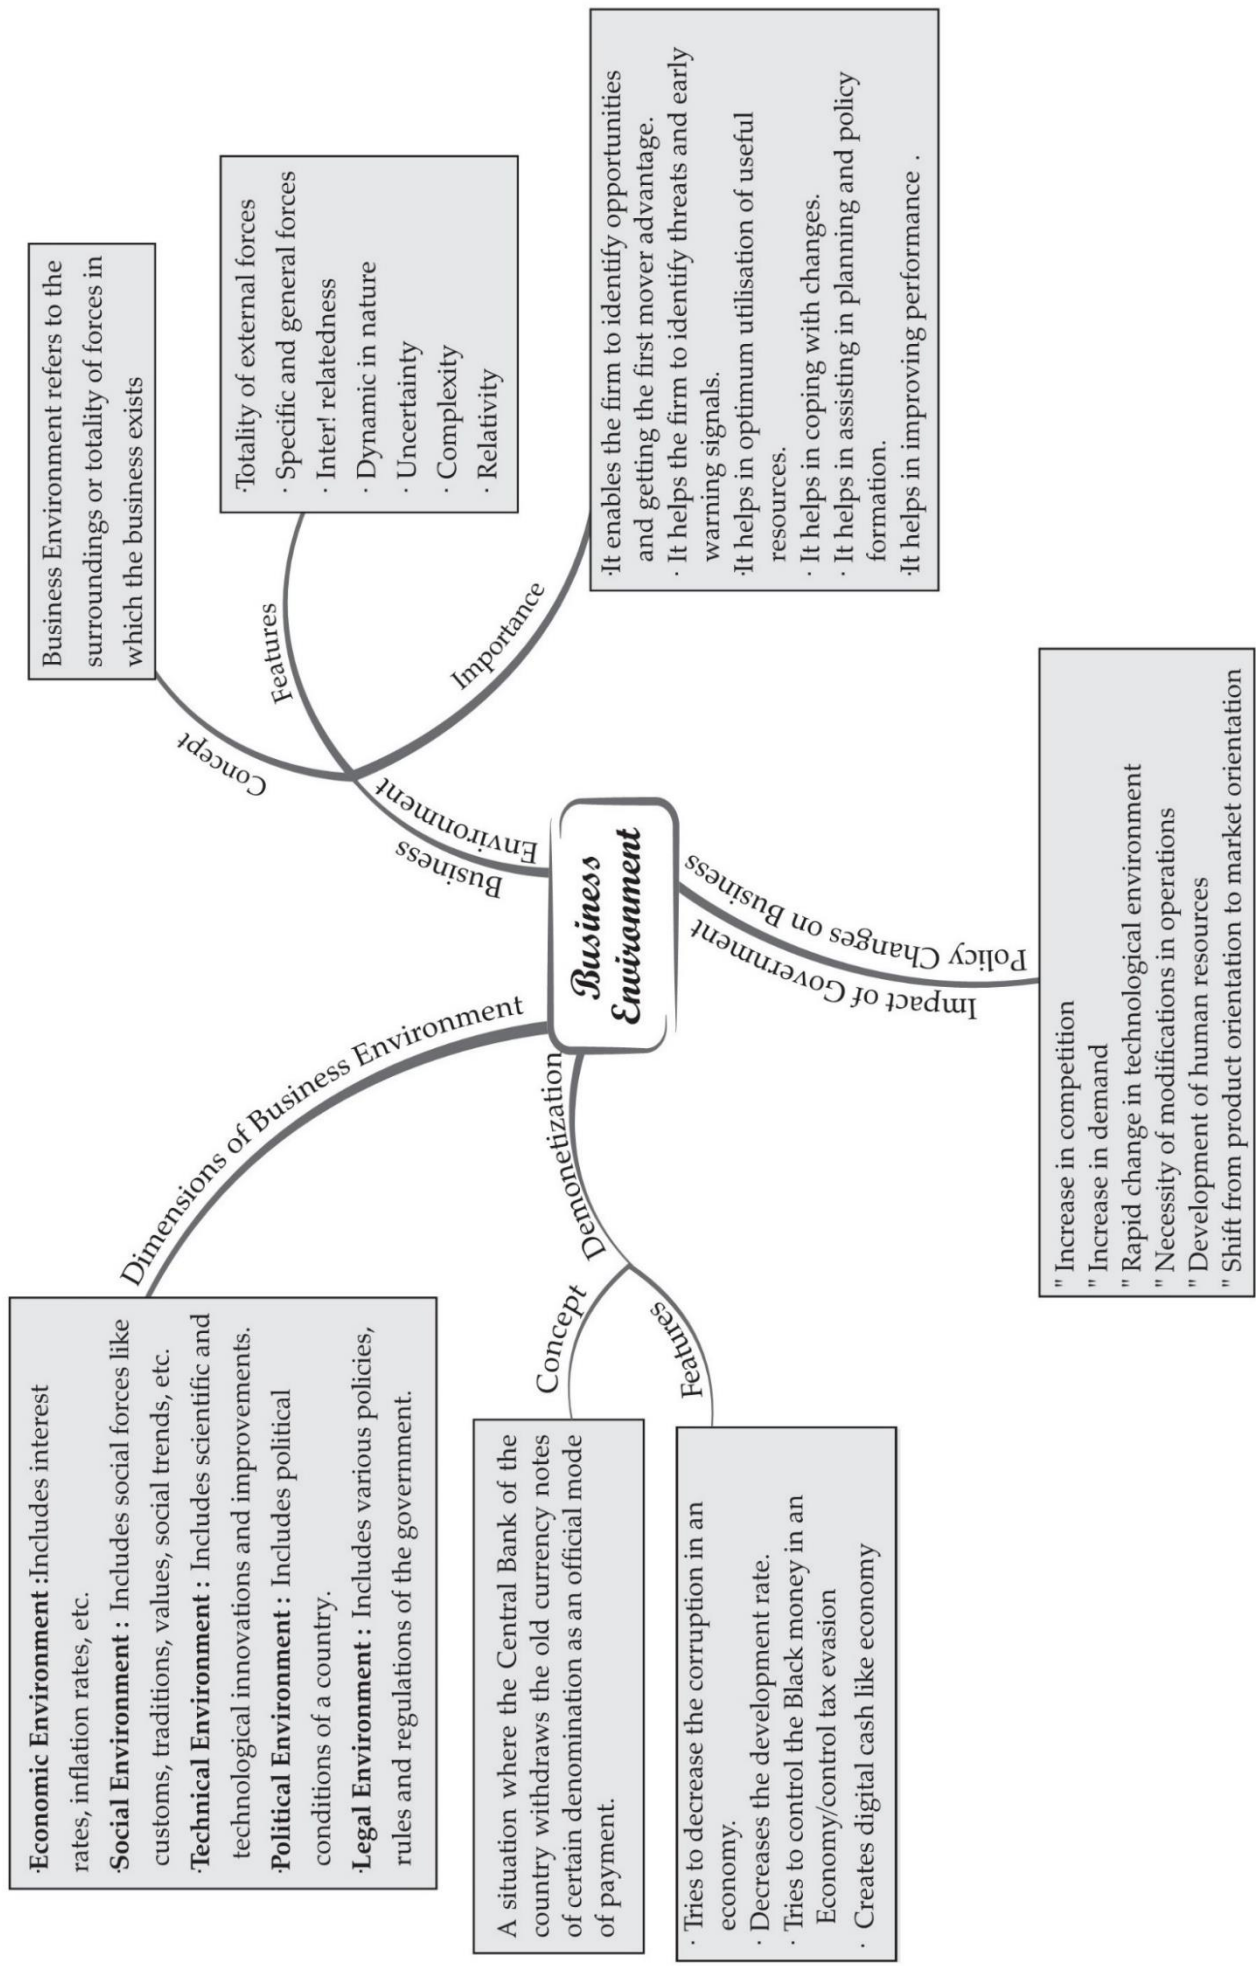 Business
Environment
Business
Environment
Concept
Business Environment refers to the
surroundings or totality of forces in
which the business exists
Features
·Totality of external forces
· Specific and general forces
· Inter! relatedness
· Dynamic in nature
· Uncertainty
· Complexity
· Relativity
Importance
·It enables the firm to identify opportunities
and getting the first mover advantage.
· It helps the firm to identify threats and early
warning signals.
·It helps in optimum utilisation of useful
resources.
· It helps in coping with changes.
· It helps in assisting in planning and policy
formation.
·It helps in improving performance .
Impact of Government
Policy Changes on Business
" Increase in competition
" Increase in demand
" Rapid change in technological environment
" Necessity of modifications in operations
" Development of human resources
" Shift from product orientation to market orientation
Demonetization
Concept
A situation where the Central Bank of the
country withdraws the old currency notes
of certain denomination as an official mode
of payment.
Features
· Tries to decrease the corruption in an
economy.
· Decreases the development rate.
· Tries to control the Black money in an
Economy/control tax evasion
· Creates digital cash like economy
Dimensions of Business Environment
·Economic Environment :Includes interest
rates, inflation rates, etc.
·Social Environment : Includes social forces like
customs, traditions, values, social trends, etc.
·Technical Environment : Includes scientific and
technological innovations and improvements.
·Political Environment : Includes political
conditions of a country.
·Legal Environment : Includes various policies,
rules and regulations of the government.